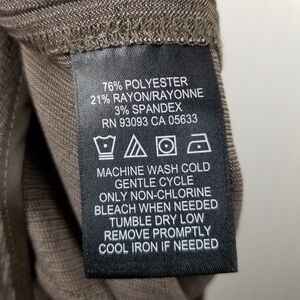 76% POLYESTER
21% RAYON/RAYONNE
3% SPANDEX
RN 93093 CA 05633
MACHINE WASH COLD
GENTLE CYCLE
ONLY NON-CHLORINE
BLEACH WHEN NEEDED
TUMBLE DRY LOW
REMOVE PROMPTLY
COOL IRON IF NEEDED